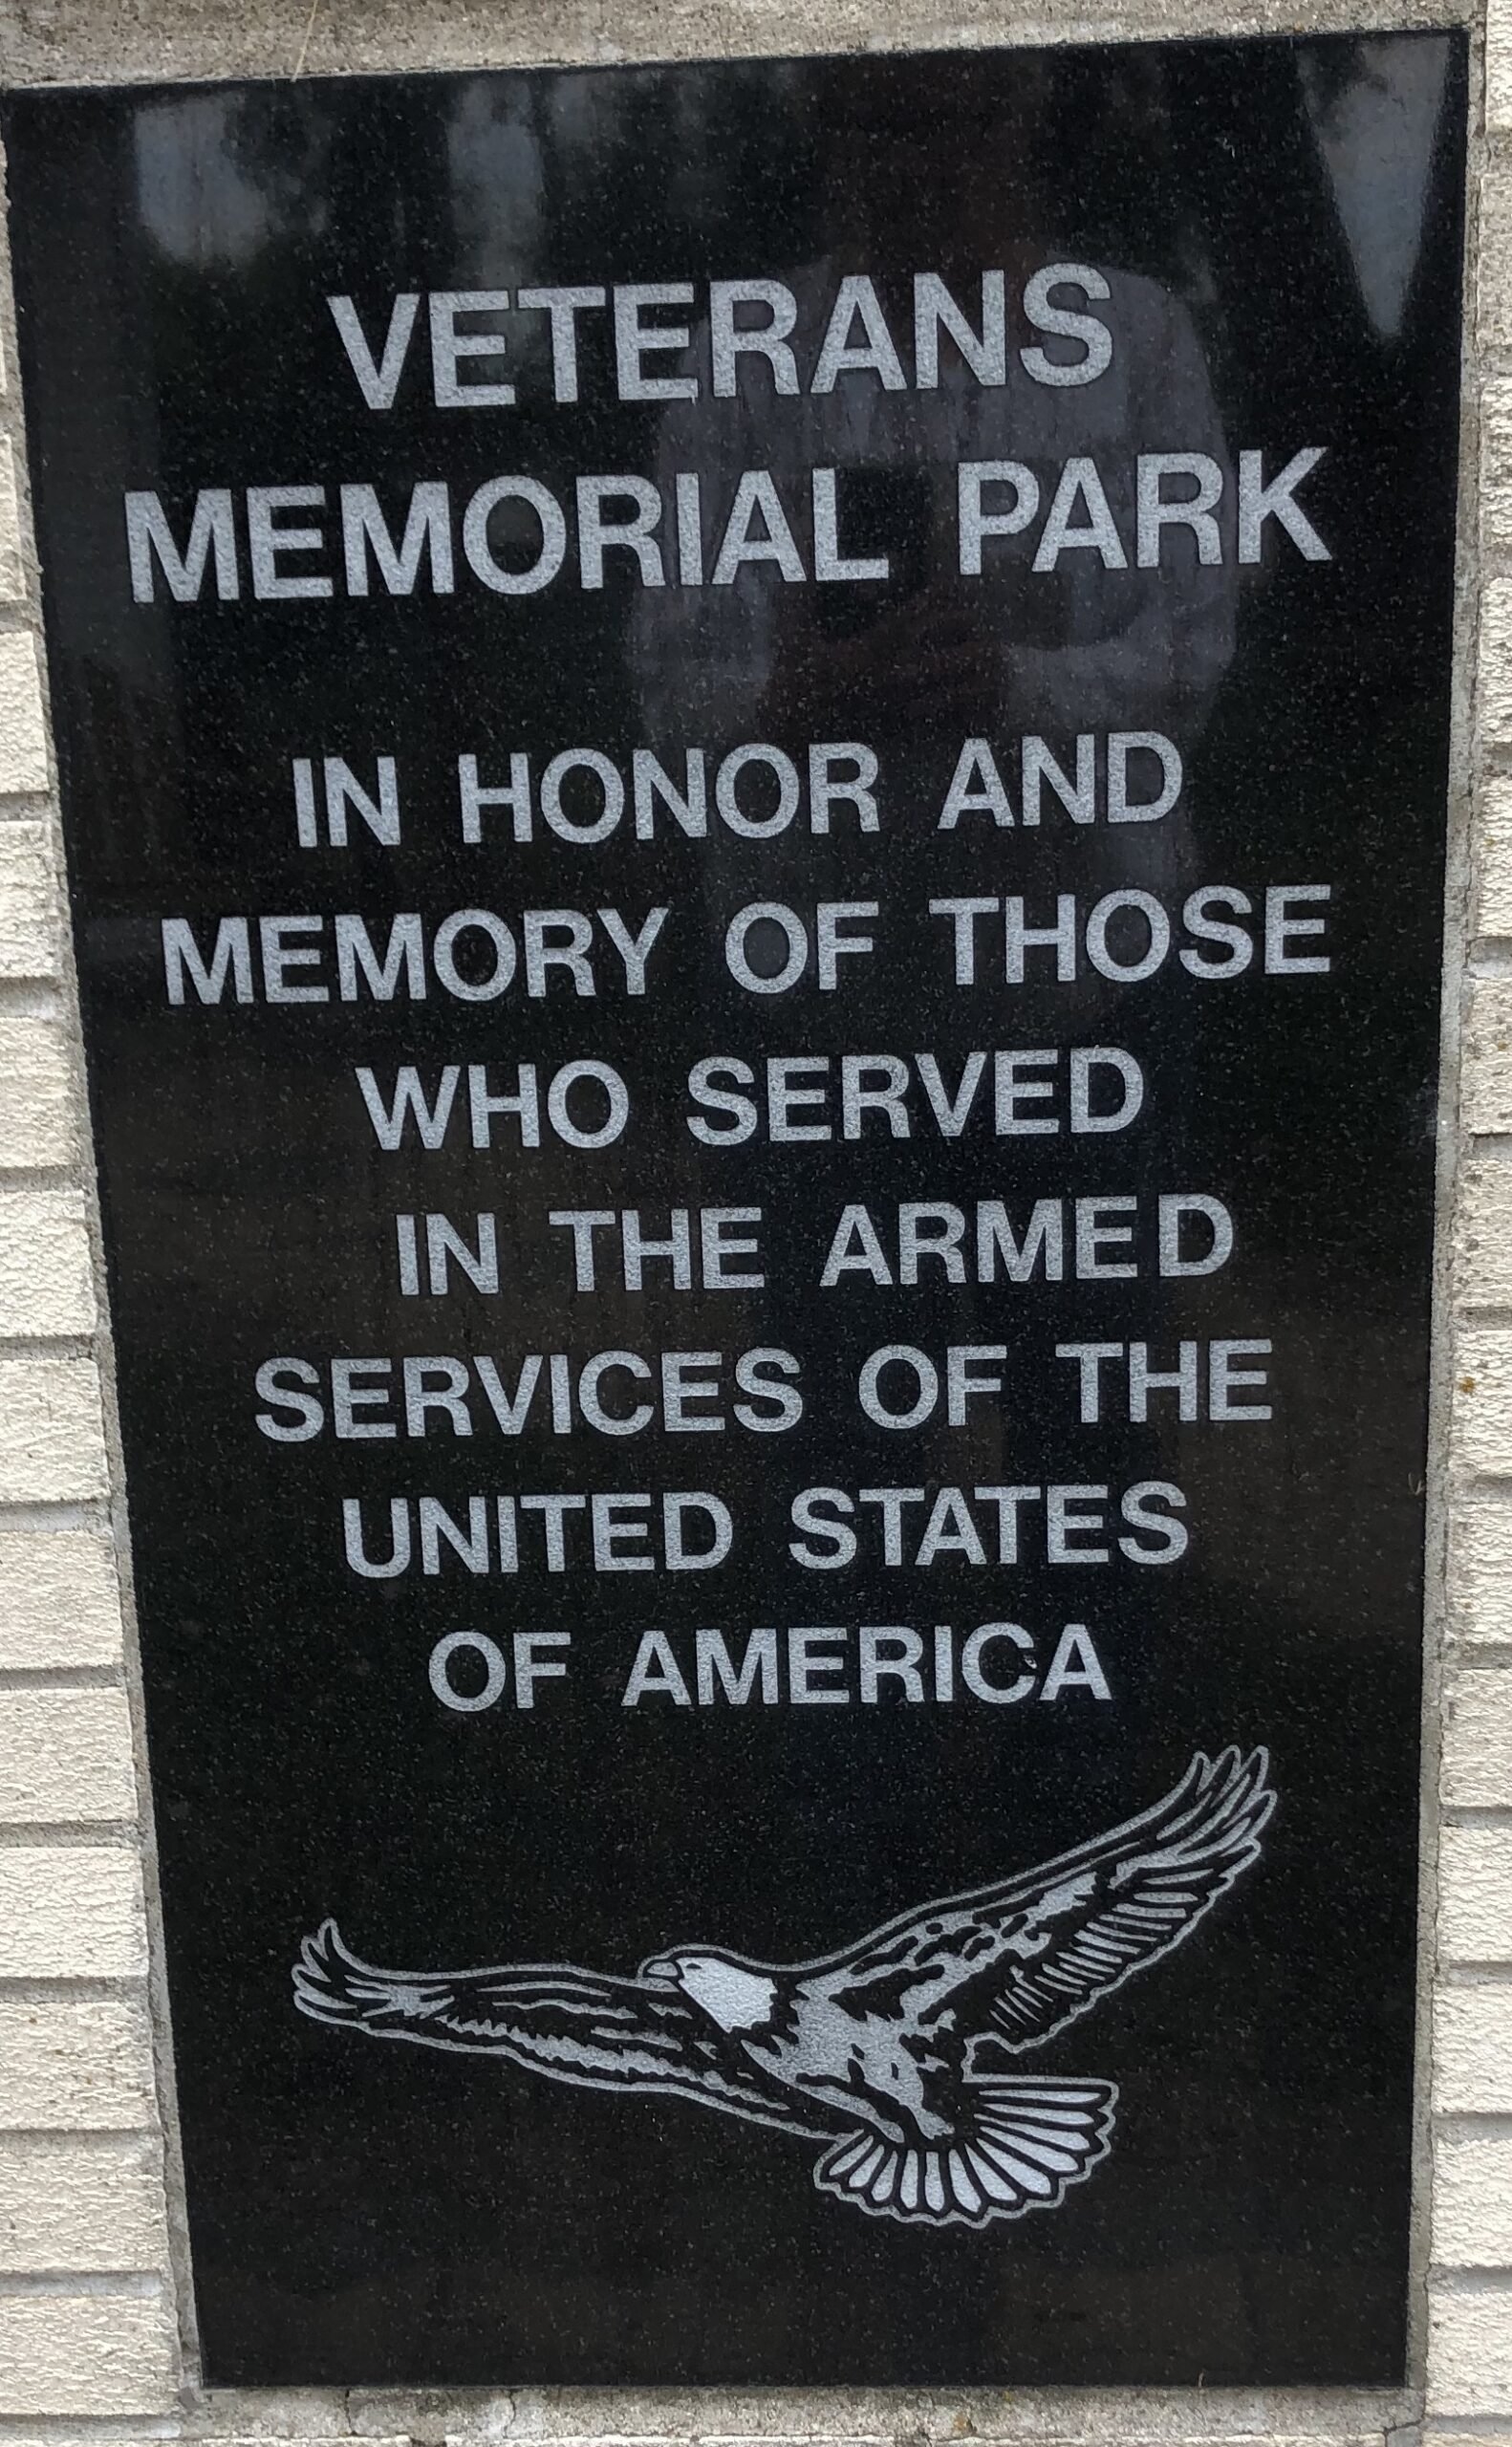 VETERANS
MEMORIAL PARK
IN HONOR AND
MEMORY OF THOSE
WHO SERVED
IN THE ARMED
SERVICES OF THE
UNITED STATES
OF AMERICA